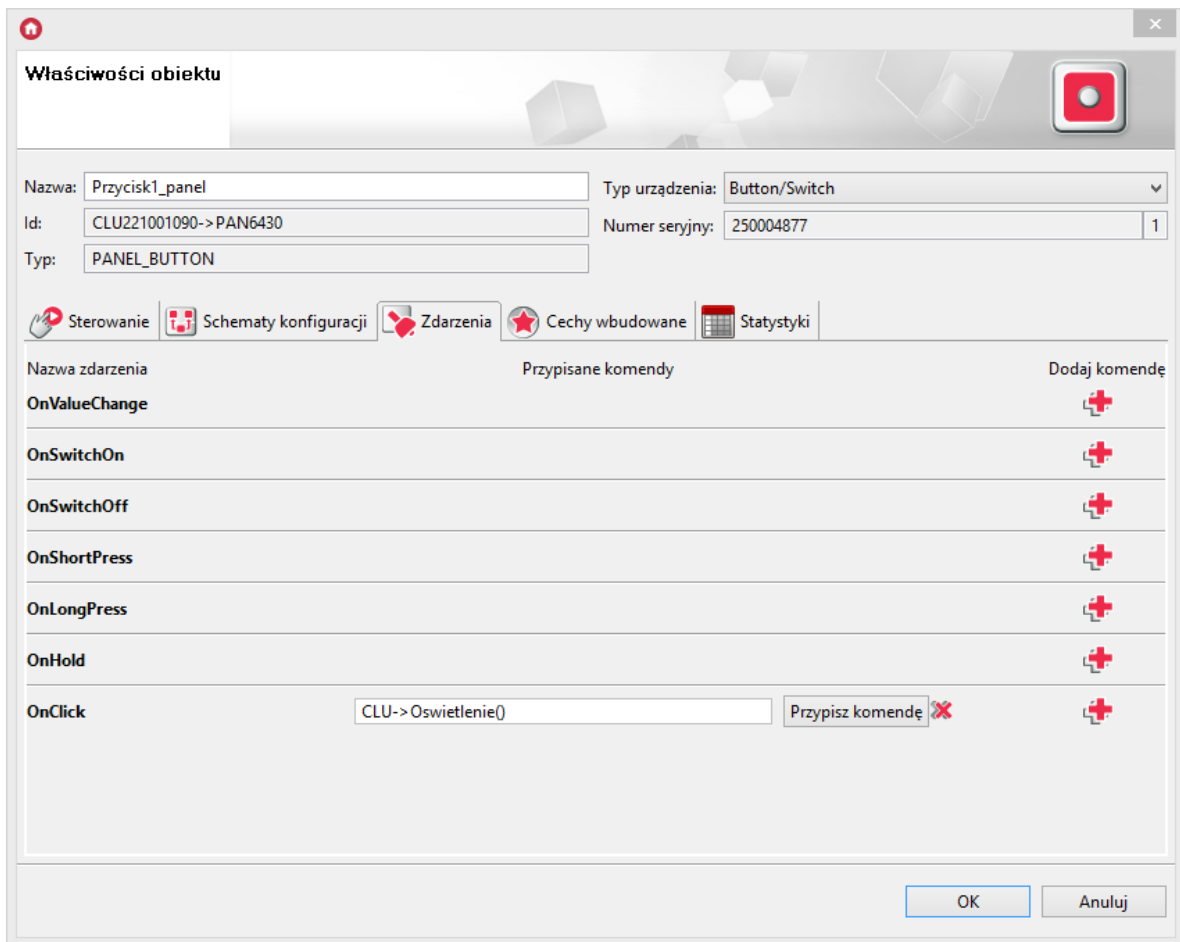 Właściwości obiektu
Nazwa: Przycisk1_panel Typ urządzenia: Button/Switch
Id: CLU221001090->PAN6430 Numer seryjny: 250004877 1
Typ: PANEL_BUTTON
Sterowanie Schematy konfiguracji Zdarzenia Cechy wbudowane Statystyki
Nazwa zdarzenia Przypisane komendy Dodaj komendę
OnValueChange
OnSwitchOn
OnSwitchOff
OnShortPress
OnLongPress
OnHold
OnClick CLU->Oswietlenie() Przypisz komendę
OK Anuluj